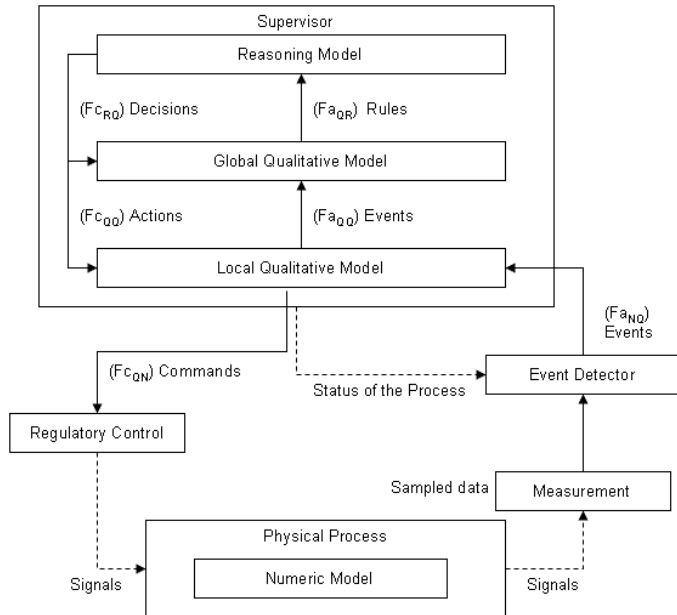 Supervisor
Reasoning Model
(Fc_RQ) Decisions
(Fa_QR) Rules
Global Qualitative Model
(Fc_QQ) Actions
(Fa_QQ) Events
Local Qualitative Model
(Fa_NQ)
Events
(Fc_QN) Commands
Status of the Process
Event Detector
Regulatory Control
Sampled data
Measurement
Physical Process
Signals
Numeric Model
Signals